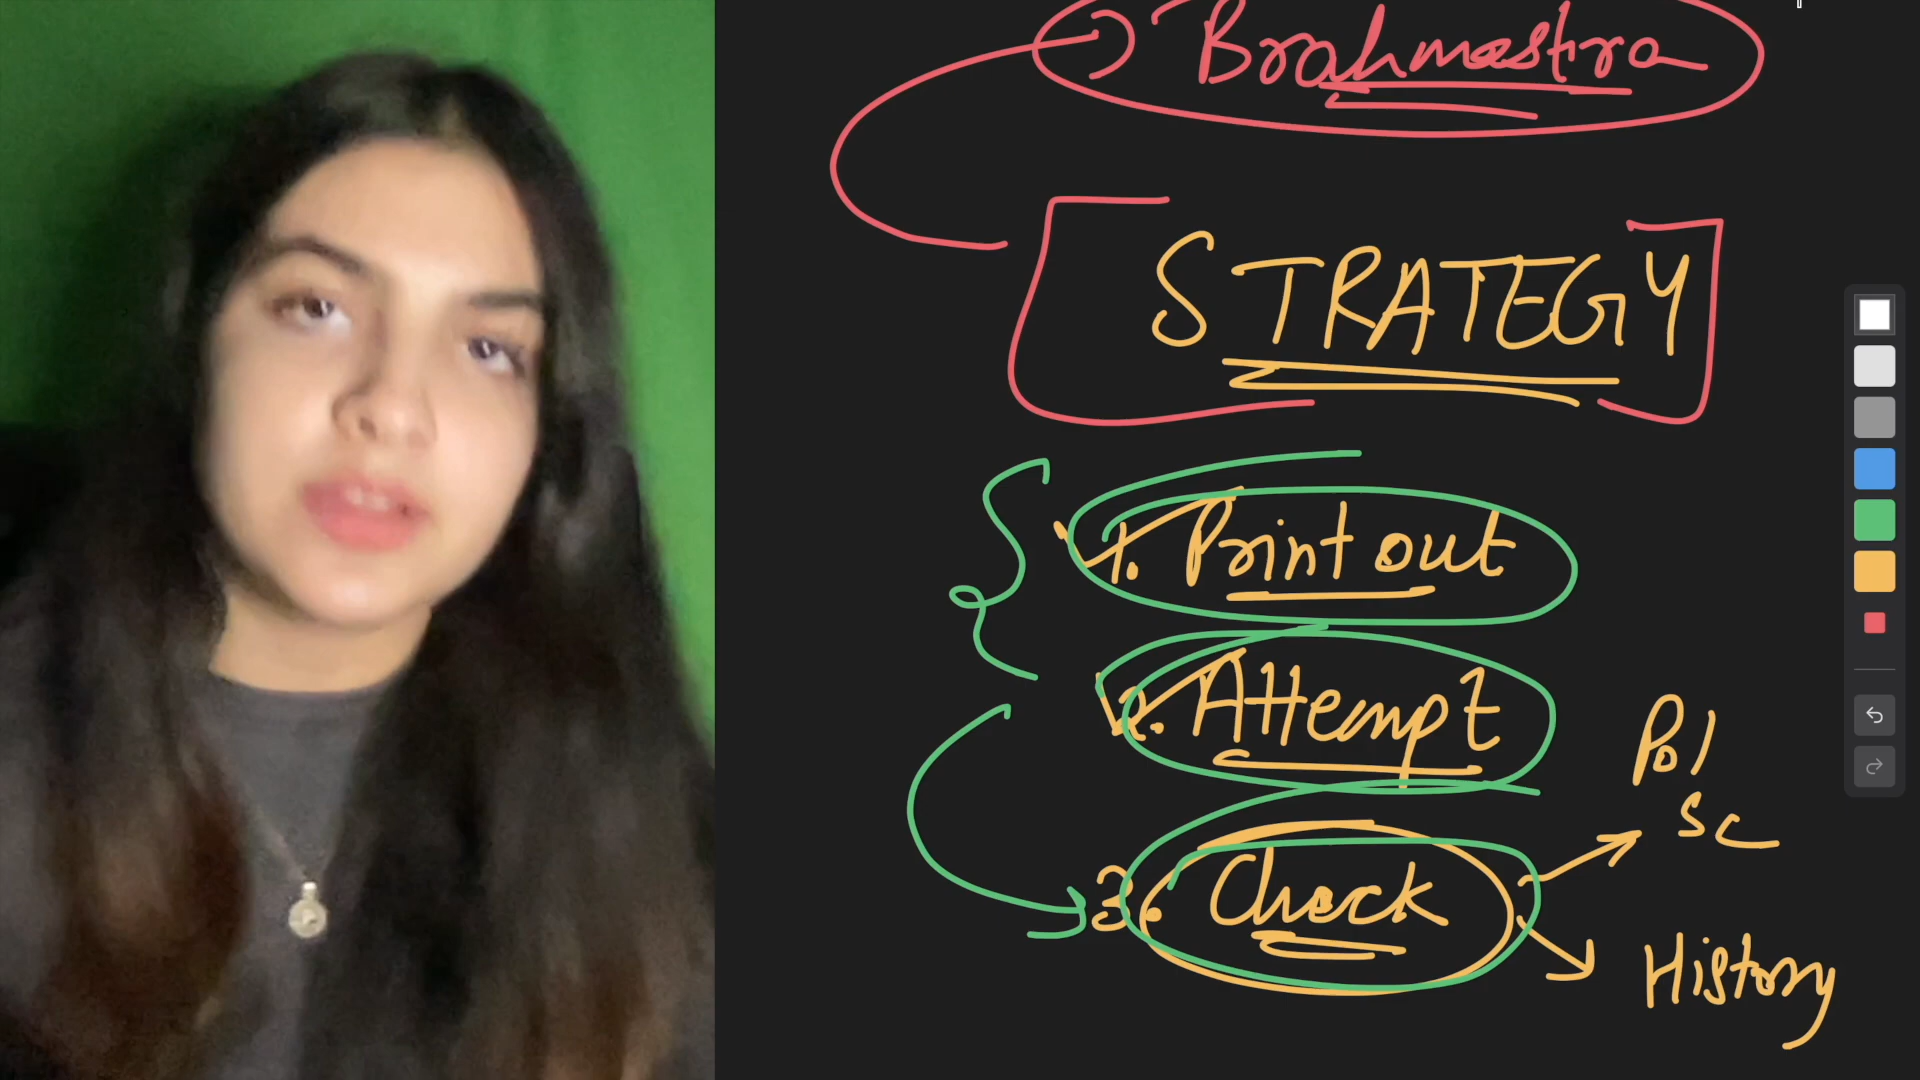 Brahmastra
STRATEGY
1. Print out
2. Attempt
3. Check
Pol
Sc
History